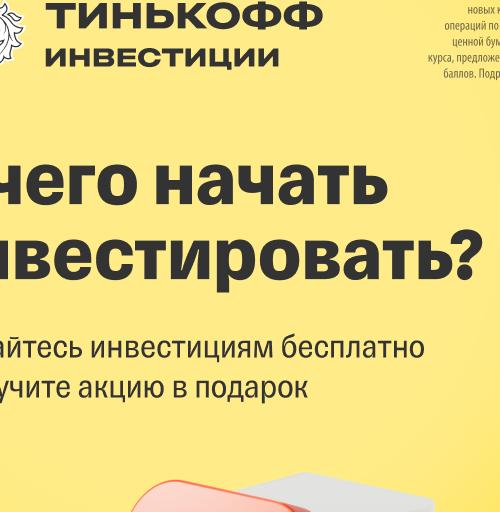 ТИНЬКОФФ
ИНВЕСТИЦИИ
новых к
операций по
ценной бум
курса, предложе
баллов. Подр
чего начать
нвестировать?
айтесь инвестициям бесплатно
учите акцию в подарок